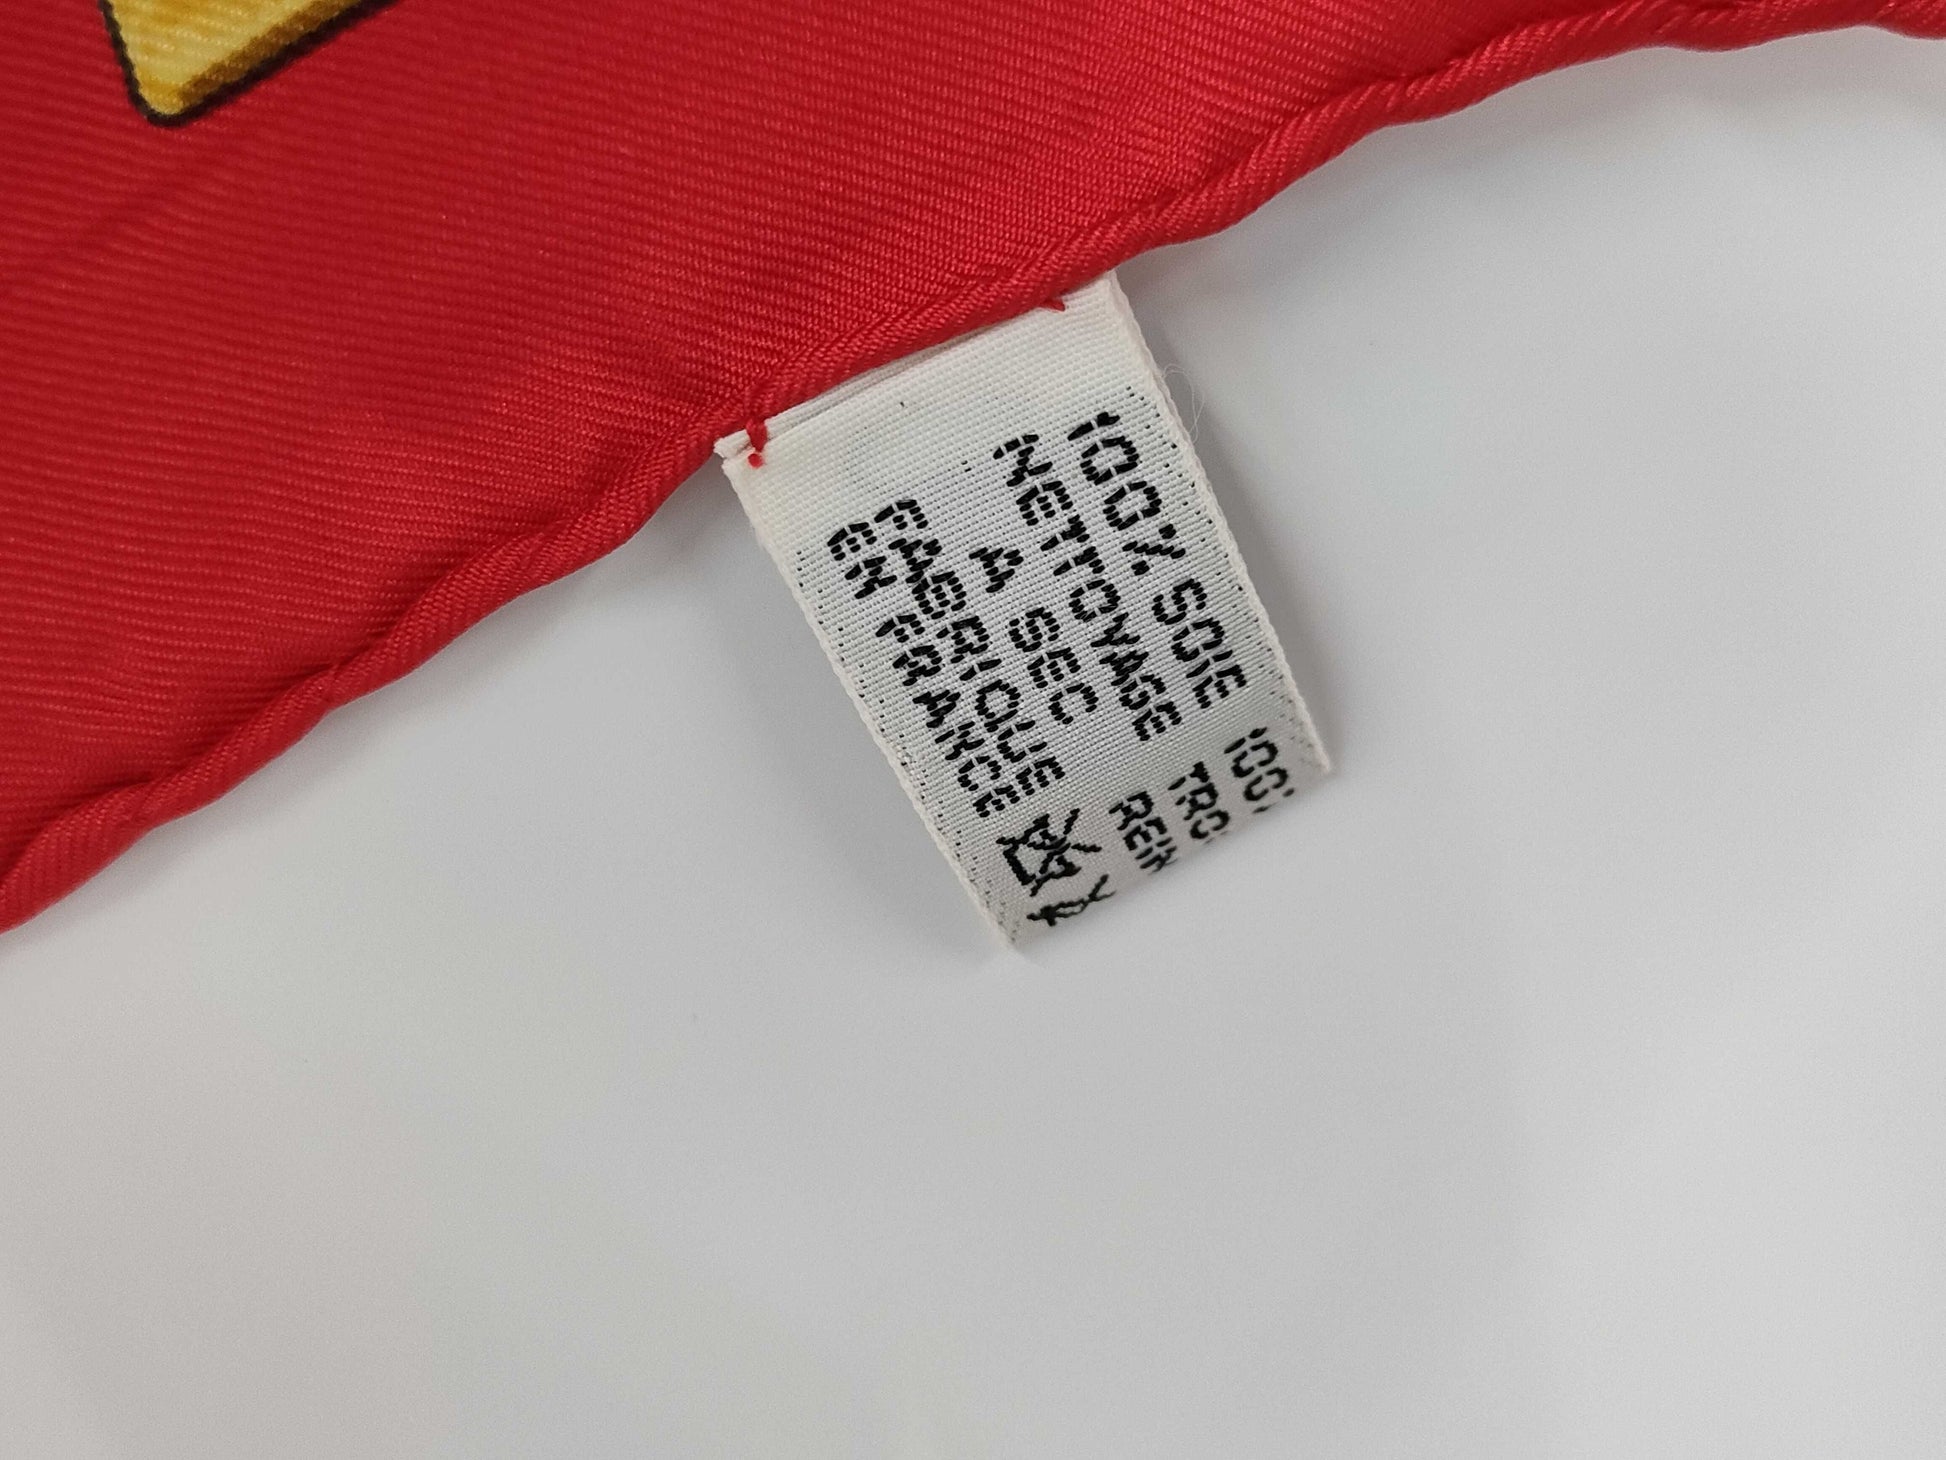 100% SOIE
NETTOYAGE
A SEC
FABRIQUE
EN FRANCE